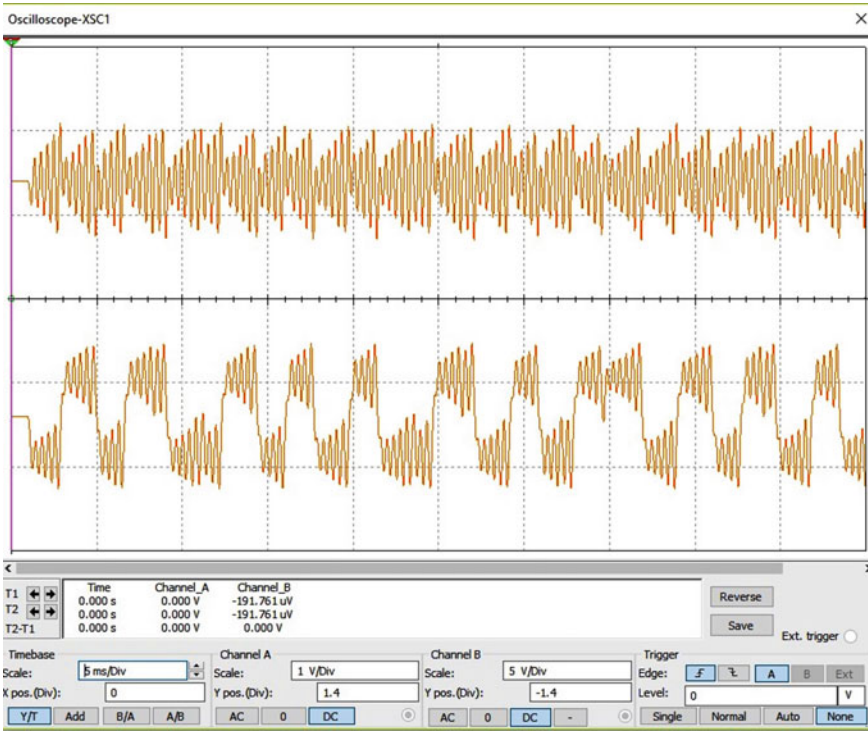 Oscilloscope-XSC1
Time Channel_A Channel_B
T1 0.000 s 0.000 V -191.761 uV
T2 0.000 s 0.000 V -191.761 uV
T2-T1 0.000 s 0.000 V 0.000 V
Reverse
Save
Ext. trigger
Timebase
Scale: 5 ms/Div
X pos.(Div): 0
Y/T Add B/A A/B
Channel A
Scale: 1 V/Div
Y pos.(Div): 1.4
AC 0 DC
Channel B
Scale: 5 V/Div
Y pos.(Div): -1.4
AC 0 DC -
Trigger
Edge: A B Ext
Level: 0 V
Single Normal Auto None